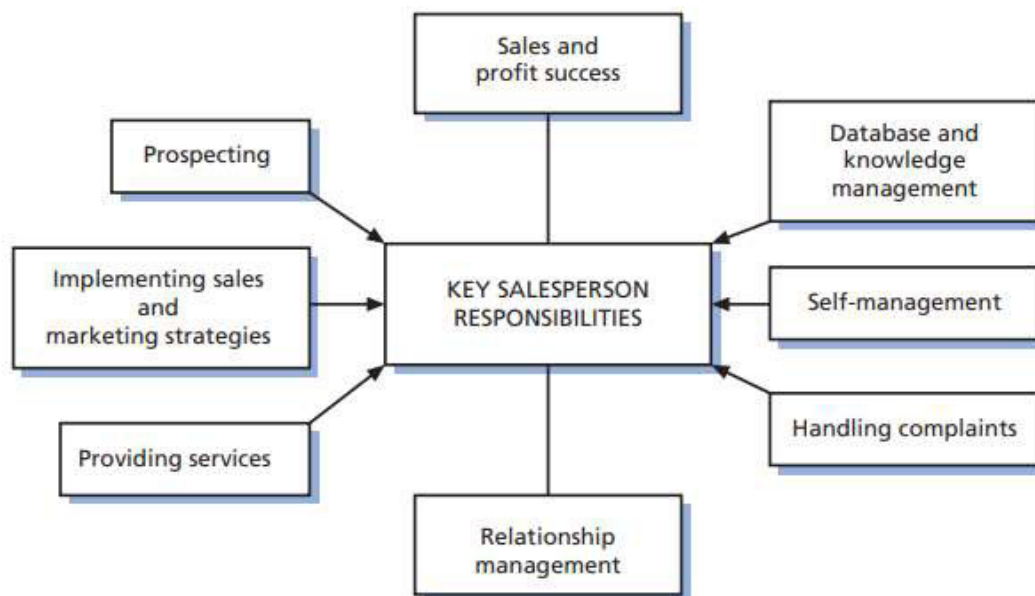 Sales and
profit success
Prospecting
Database and
knowledge
management
Implementing sales
and
marketing strategies
KEY SALESPERSON
RESPONSIBILITIES
Self-management
Providing services
Handling complaints
Relationship
management